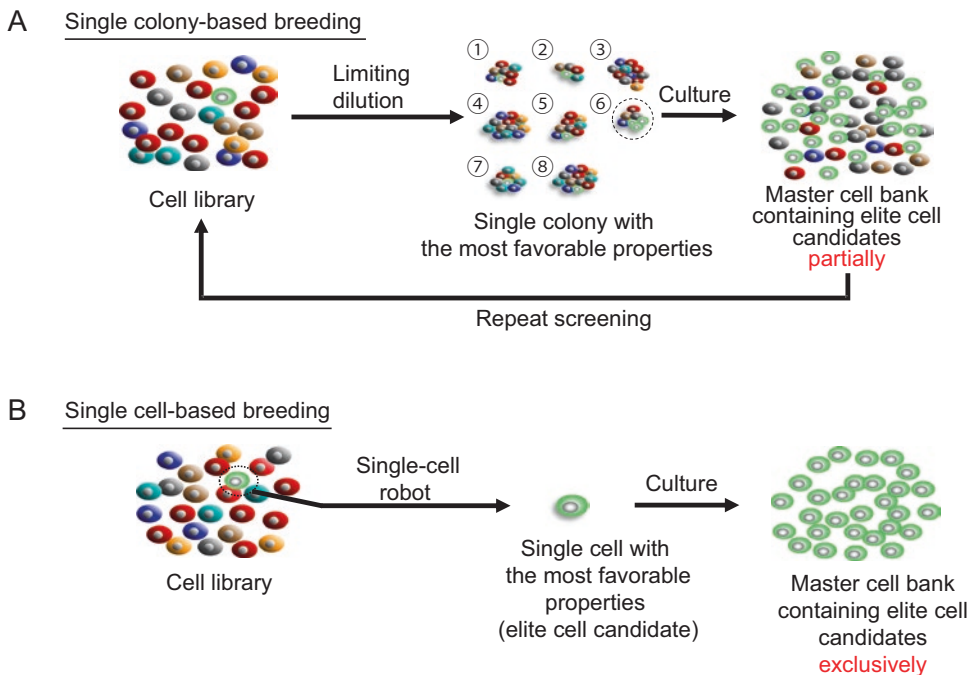 A
Single colony-based breeding
Limiting
dilution
①
②
③
④
⑤
⑥
⑦
⑧
Culture
Cell library
Single colony with
the most favorable properties
Master cell bank
containing elite cell
candidates
partially
Repeat screening
B
Single cell-based breeding
Single-cell
robot
Culture
Cell library
Single cell with
the most favorable
properties
(elite cell candidate)
Master cell bank
containing elite cell
candidates
exclusively